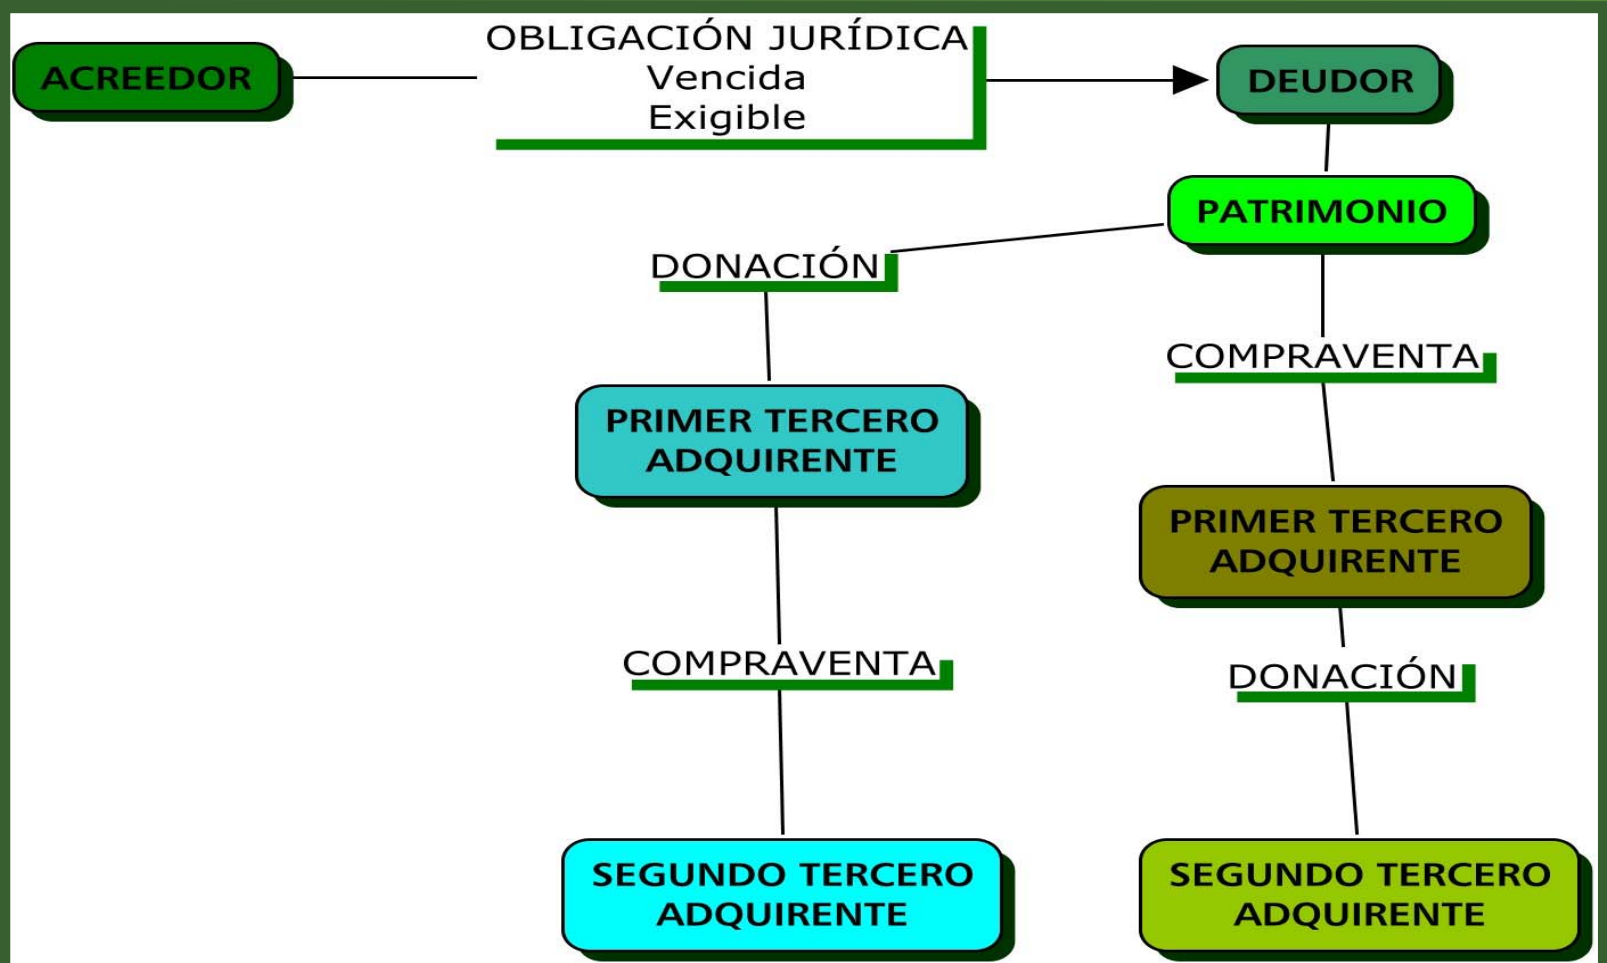 ACREEDOR
OBLIGACIÓN JURÍDICA
Vencida
Exigible
DEUDOR
PATRIMONIO
DONACIÓN
COMPRAVENTA
PRIMER TERCERO
ADQUIRENTE
PRIMER TERCERO
ADQUIRENTE
COMPRAVENTA
DONACIÓN
SEGUNDO TERCERO
ADQUIRENTE
SEGUNDO TERCERO
ADQUIRENTE